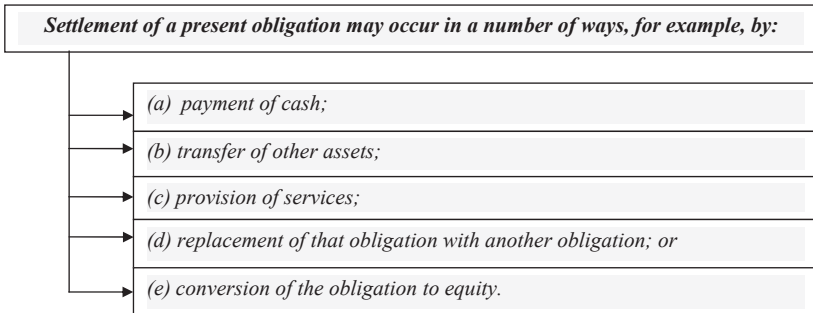 Settlement of a present obligation may occur in a number of ways, for example, by:
(a) payment of cash;
(b) transfer of other assets;
(c) provision of services;
(d) replacement of that obligation with another obligation; or
(e) conversion of the obligation to equity.